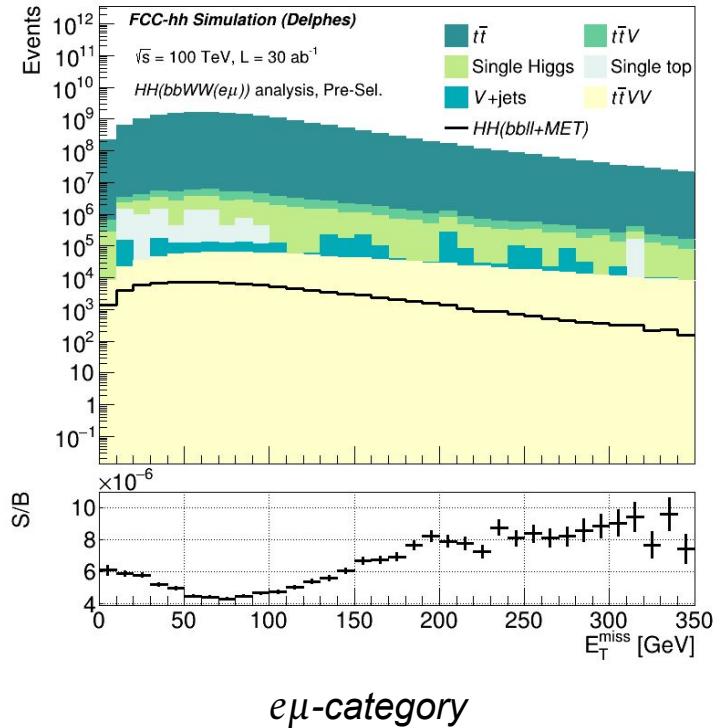 FCC-hh Simulation (Delphes)
√s = 100 TeV, L = 30 ab⁻¹
HH(bbWW(eμ)) analysis, Pre-Sel.
tt̄
tt̄V
Single Higgs
Single top
V+jets
tt̄VV
HH(bbll+MET)
Events
10¹²
10¹¹
10¹⁰
10⁹
10⁸
10⁷
10⁶
10⁵
10⁴
10³
10²
10
1
10⁻¹
×10⁻⁶
S/B
10
8
6
4
0 50 100 150 200 250 300 350
E_T^miss [GeV]
eμ-category